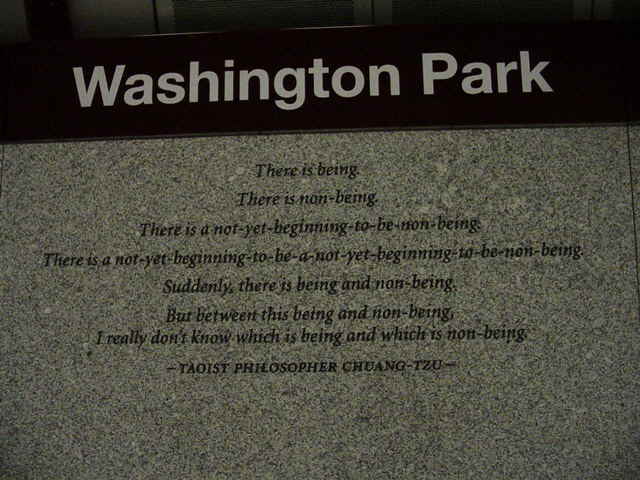 Washington Park
There is being.
There is non-being.
There is a not-yet-beginning-to-be-non-being.
There is a not-yet-beginning-to-be-a-not-yet-beginning-to-be-non-being.
Suddenly, there is being and non-being.
But between this being and non-being,
I really don't know which is being and which is non-being.
—TAOIST PHILOSOPHER CHUANG-TZU—